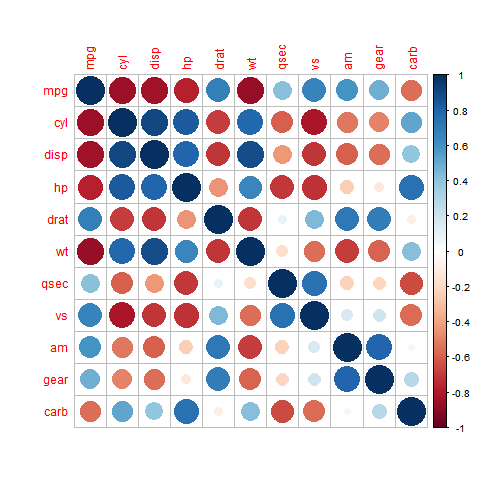 mpg cyl disp hp drat wt qsec vs am gear carb
mpg
cyl
disp
hp
drat
wt
qsec
vs
am
gear
carb
1
0.8
0.6
0.4
0.2
0
-0.2
-0.4
-0.6
-0.8
-1